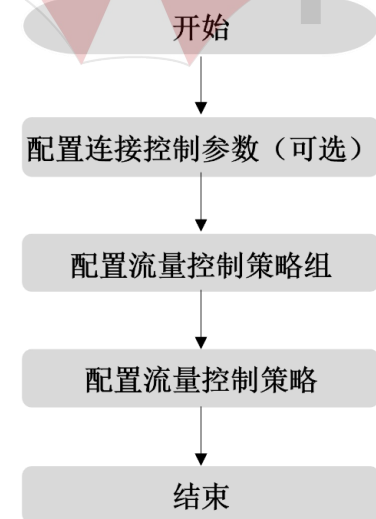 开始
配置连接控制参数（可选）
配置流量控制策略组
配置流量控制策略
结束